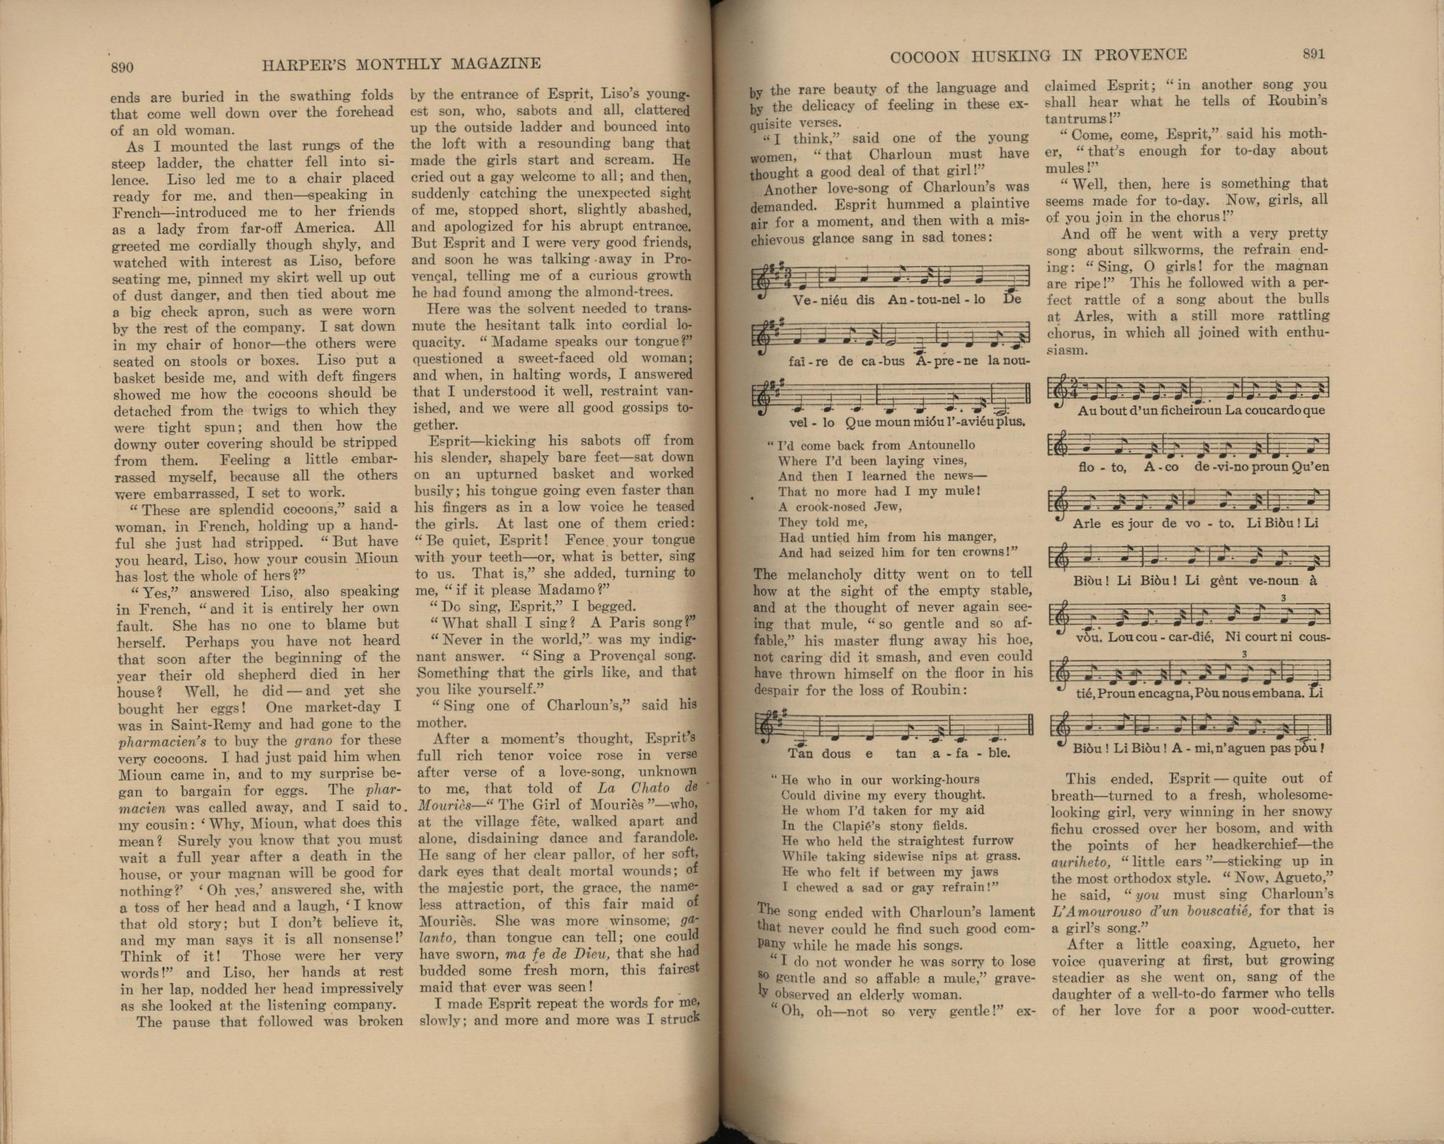 890
HARPER'S MONTHLY MAGAZINE
ends are buried in the swathing folds
that come well down over the forehead
of an old woman.
As I mounted the last rungs of the
steep ladder, the chatter fell into si-
lence. Liso led me to a chair placed
ready for me, and then—speaking in
French—introduced me to her friends
as a lady from far-off America. All
greeted me cordially though shyly, and
watched with interest as Liso, before
seating me, pinned my skirt well up out
of dust danger, and then tied about me
a big check apron, such as were worn
by the rest of the company. I sat down
in my chair of honor—the others were
seated on stools or boxes. Liso put a
basket beside me, and with deft fingers
showed me how the cocoons should be
detached from the twigs to which they
were tight spun; and then how the
downy outer covering should be stripped
from them. Feeling a little embar-
rassed myself, because all the others
were embarrassed, I set to work.
"These are splendid cocoons," said a
woman, in French, holding up a hand-
ful she just had stripped. "But have
you heard, Liso, how your cousin Mioun
has lost the whole of hers?"
"Yes," answered Liso, also speaking
in French, "and it is entirely her own
fault. She has no one to blame but
herself. Perhaps you have not heard
that soon after the beginning of the
year their old shepherd died in her
house? Well, he did—and yet she
bought her eggs! One market-day I
was in Saint-Remy and had gone to the
pharmacien's to buy the grano for these
very cocoons. I had just paid him when
Mioun came in, and to my surprise be-
gan to bargain for eggs. The phar-
macien was called away, and I said to
my cousin: 'Why, Mioun, what does this
mean? Surely you know that you must
wait a full year after a death in the
house, or your magnan will be good for
nothing?' 'Oh yes,' answered she, with
a toss of her head and a laugh, 'I know
that old story; but I don't believe it,
and my man says it is all nonsense!'
Think of it! Those were her very
words!" and Liso, her hands at rest
in her lap, nodded her head impressively
as she looked at the listening company.
The pause that followed was broken
by the entrance of Esprit, Liso's young-
est son, who, sabots and all, clattered
up the outside ladder and bounced into
the loft with a resounding bang that
made the girls start and scream. He
cried out a gay welcome to all; and then,
suddenly catching the unexpected sight
of me, stopped short, slightly abashed,
and apologized for his abrupt entrance.
But Esprit and I were very good friends,
and soon he was talking away in Pro-
vençal, telling me of a curious growth
he had found among the almond-trees.
Here was the solvent needed to trans-
mute the hesitant talk into cordial lo-
quacity. "Madame speaks our tongue?"
questioned a sweet-faced old woman;
and when, in halting words, I answered
that I understood it well, restraint van-
ished, and we were all good gossips to-
gether.
Esprit—kicking his sabots off from
his slender, shapely bare feet—sat down
on an upturned basket and worked
busily; his tongue going even faster than
his fingers as in a low voice he teased
the girls. At last one of them cried:
"Be quiet, Esprit! Fence your tongue
with your teeth—or, what is better, sing
to us. That is," she added, turning to
me, "if it please Madamo?"
"Do sing, Esprit," I begged.
"What shall I sing? A Paris song?"
"Never in the world," was my indig-
nant answer. "Sing a Provençal song.
Something that the girls like, and that
you like yourself."
"Sing one of Charloun's," said his
mother.
After a moment's thought, Esprit's
full rich tenor voice rose in verse
after verse of a love-song, unknown
to me, that told of La Chato de
Mouriès—"The Girl of Mouriès"—who,
at the village fête, walked apart and
alone, disdaining dance and farandole.
He sang of her clear pallor, of her soft,
dark eyes that dealt mortal wounds; of
the majestic port, the grace, the name-
less attraction, of this fair maid of
Mouriès. She was more winsome, ga-
lanto, than tongue can tell; one could
have sworn, ma fe de Dieu, that she had
budded some fresh morn, this fairest
maid that ever was seen!
I made Esprit repeat the words for me,
slowly; and more and more was I struck
COCOON HUSKING IN PROVENCE
891
by the rare beauty of the language and
by the delicacy of feeling in these ex-
quisite verses.
"I think," said one of the young
women, "that Charloun must have
thought a good deal of that girl!"
Another love-song of Charloun's was
demanded. Esprit hummed a plaintive
air for a moment, and then with a mis-
chievous glance sang in sad tones:
Ve-niéu dis An-tou-nel-lo De
faï-re de ca-bus A-pre-ne la nou-
vel-lo Que moun mióu l'-aviéu plus.
"I'd come back from Antounello
Where I'd been laying vines,
And then I learned the news—
That no more had I my mule!
A crook-nosed Jew,
They told me,
Had untied him from his manger,
And had seized him for ten crowns!"
The melancholy ditty went on to tell
how at the sight of the empty stable,
and at the thought of never again see-
ing that mule, "so gentle and so af-
fable," his master flung away his hoe,
not caring did it smash, and even could
have thrown himself on the floor in his
despair for the loss of Roubin:
Tan dous e tan a-fa-ble.
"He who in our working-hours
Could divine my every thought.
He whom I'd taken for my aid
In the Clapié's stony fields.
He who held the straightest furrow
While taking sidewise nips at grass.
He who felt if between my jaws
I chewed a sad or gay refrain!"
The song ended with Charloun's lament
that never could he find such good com-
pany while he made his songs.
"I do not wonder he was sorry to lose
so gentle and so affable a mule," grave-
ly observed an elderly woman.
"Oh, oh—not so very gentle!" ex-
claimed Esprit; "in another song you
shall hear what he tells of Roubin's
tantrums!"
"Come, come, Esprit," said his moth-
er, "that's enough for to-day about
mules!"
"Well, then, here is something that
seems made for to-day. Now, girls, all
of you join in the chorus!"
And off he went with a very pretty
song about silkworms, the refrain end-
ing: "Sing, O girls! for the magnan
are ripe!" This he followed with a per-
fect rattle of a song about the bulls
at Arles, with a still more rattling
chorus, in which all joined with enthu-
siasm.
Au bout d'un ficheiroun La coucardo que
flo-to, A-co de-vi-no proun Qu'en
Arle es jour de vo-to. Li Biòu! Li
Biòu! Li Biòu! Li gènt ve-noun à
3
vòu. Lou cou-car-dié, Ni court ni cous-
3
tié, Proun encagna, Pòu nous embana. Li
Biòu! Li Biòu! A-mi, n'aguen pas pòu!
This ended, Esprit—quite out of
breath—turned to a fresh, wholesome-
looking girl, very winning in her snowy
fichu crossed over her bosom, and with
the points of her headkerchief—the
auriheto, "little ears"—sticking up in
the most orthodox style. "Now, Agueto,"
he said, "you must sing Charloun's
L'Amourouso d'un bouscatié, for that is
a girl's song."
After a little coaxing, Agueto, her
voice quavering at first, but growing
steadier as she went on, sang of the
daughter of a well-to-do farmer who tells
of her love for a poor wood-cutter.